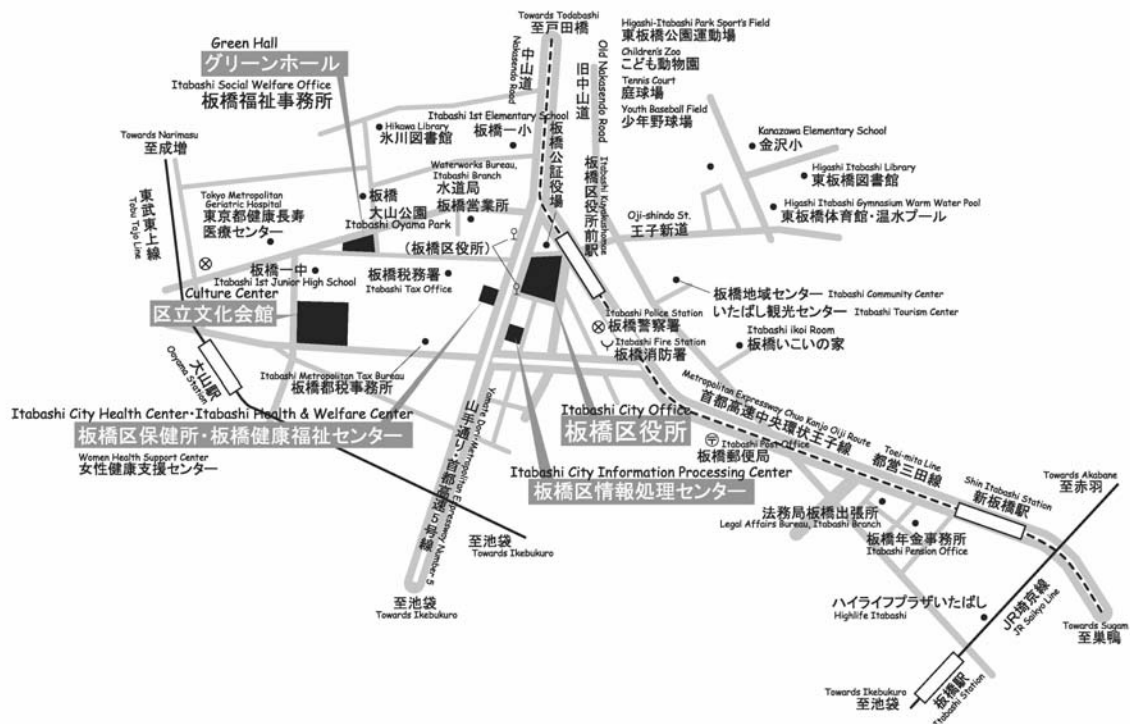 Towards Todabashi
至戸田橋
中山道
Nakasendo Road
Old Nakasendo Road
旧中山道
Higashi-Itabashi Park Sport's Field
東板橋公園運動場
Children's Zoo
こども動物園
Tennis Court
庭球場
Youth Baseball Field
少年野球場
Green Hall
グリーンホール
Itabashi Social Welfare Office
板橋福祉事務所
Towards Narimasu
至成増
東武東上線
Tobu Tojo Line
Hikawa Library
氷川図書館
Itabashi 1st Elementary School
板橋一小
板橋公証役場
Itabashi Kuyakushomae
板橋区役所前駅
Kanazawa Elementary School
金沢小
Higashi Itabashi Library
東板橋図書館
Higashi Itabashi Gymnasium Warm Water Pool
東板橋体育館・温水プール
Waterworks Bureau,
Itabashi Branch
水道局
板橋営業所
Tokyo Metropolitan
Geriatric Hospital
東京都健康長寿
医療センター
板橋
大山公園
Itabashi Oyama Park
(板橋区役所)
Oji-shindo St.
王子新道
板橋一中
Itabashi 1st Junior High School
板橋税務署
Itabashi Tax Office
Culture Center
区立文化会館
板橋地域センター Itabashi Community Center
いたばし観光センター Itabashi Tourism Center
Itabashi Police Station
板橋警察署
Itabashi Fire Station
板橋消防署
Itabashi ikoi Room
板橋いこいの家
大山駅
Ooyama Station
Itabashi Metropolitan Tax Bureau
板橋都税事務所
Itabashi City Health Center・Itabashi Health & Welfare Center
板橋区保健所・板橋健康福祉センター
Women Health Support Center
女性健康支援センター
Yamate Dori・Metropolitan Expressway Number 5
山手通り・首都高速5号線
Itabashi City Office
板橋区役所
Itabashi City Information Processing Center
板橋区情報処理センター
Metropolitan Expressway Chuo Kanjo Oiji Route
首都高速中央環状王子線
Itabashi Post Office
板橋郵便局
Toei-mita Line
都営三田線
Shin Itabashi Station
新板橋駅
Towards Akabane
至赤羽
法務局板橋出張所
Legal Affairs Bureau, Itabashi Branch
板橋年金事務所
Itabashi Pension Office
至池袋
Towards Ikebukuro
至池袋
Towards Ikebukuro
ハイライフプラザいたばし
Highlife Itabashi
JR埼京線
JR Saikyo Line
Towards Sugam
至巣鴨
Towards Ikebukuro
至池袋
板橋駅
Itabashi Station